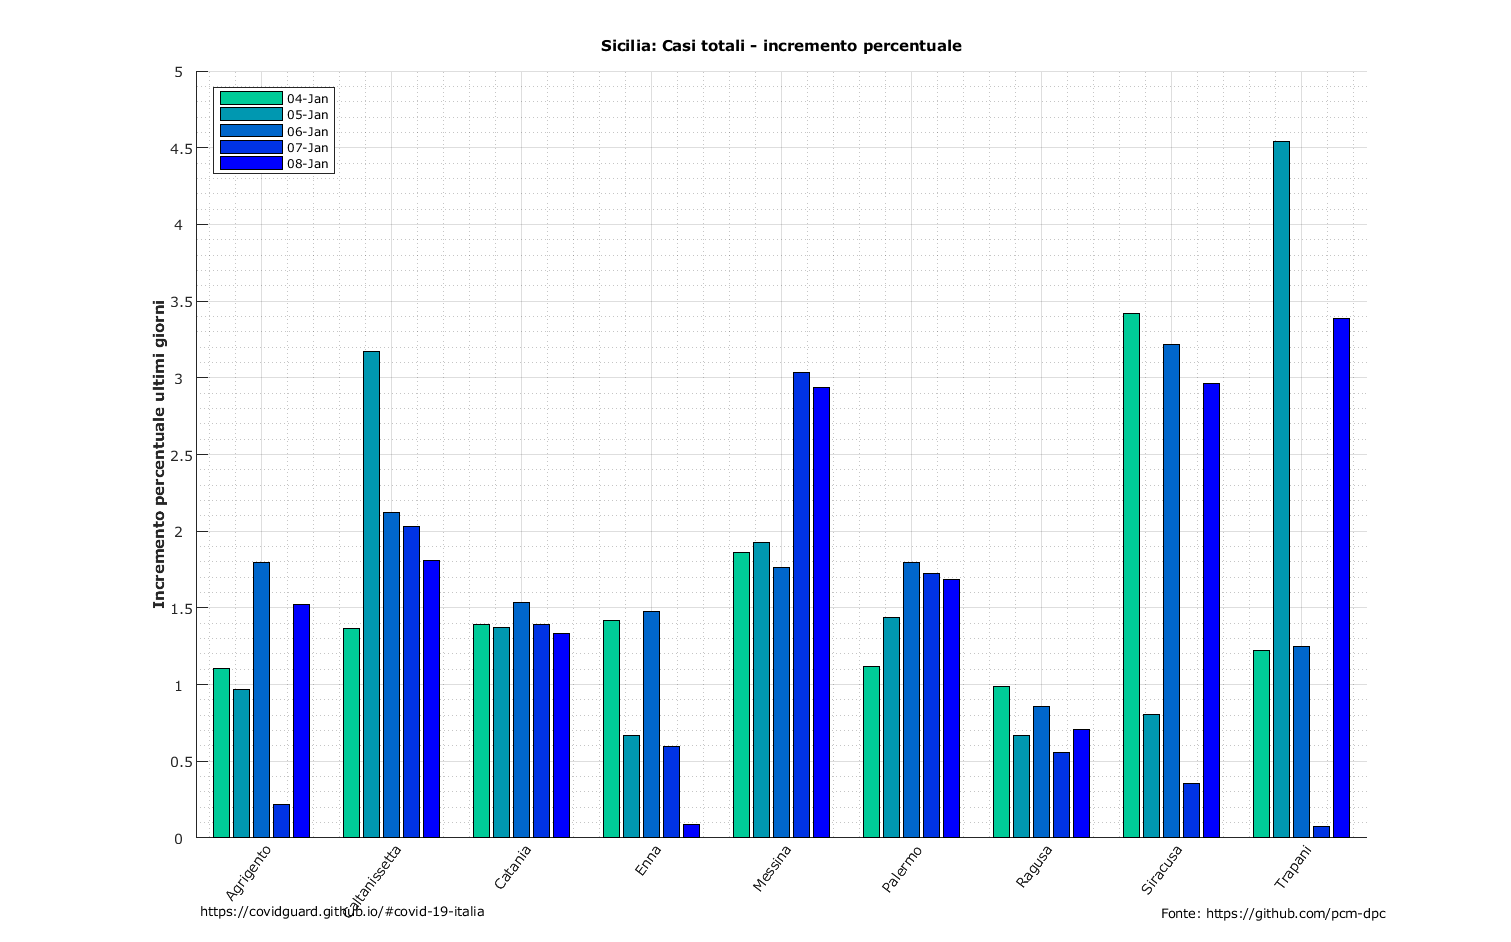 Sicilia: Casi totali - incremento percentuale
5
4.5
4
3.5
3
2.5
2
1.5
1
0.5
0
Incremento percentuale ultimi giorni
04-Jan
05-Jan
06-Jan
07-Jan
08-Jan
Agrigento
Caltanissetta
Catania
Enna
Messina
Palermo
Ragusa
Siracusa
Trapani
https://covidguard.github.io/#covid-19-italia
Fonte: https://github.com/pcm-dpc